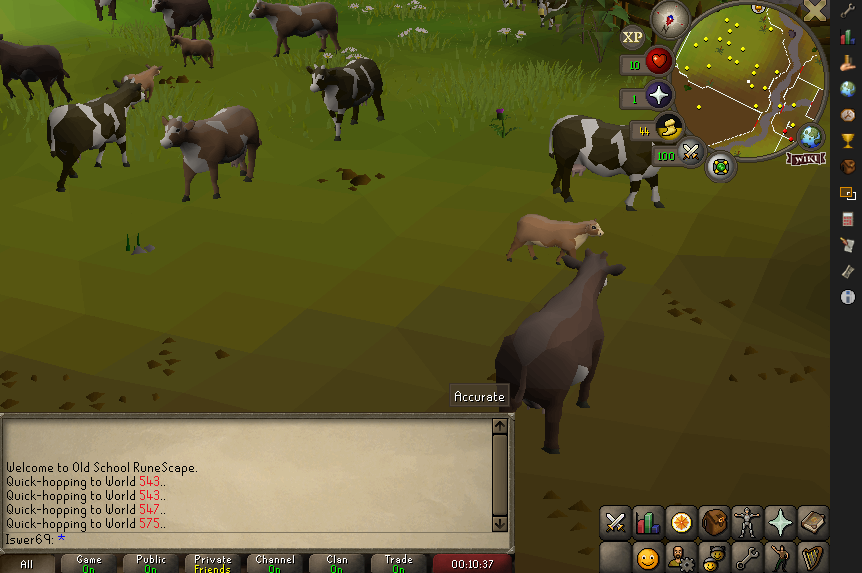 XP
10
1
44
100
WIKI
Accurate
Welcome to Old School RuneScape.
Quick-hopping to World 543..
Quick-hopping to World 543..
Quick-hopping to World 547..
Quick-hopping to World 575..
Iswer69: *
All
Game
On
Public
On
Private
Friends
Channel
On
Clan
On
Trade
On
00:10:37